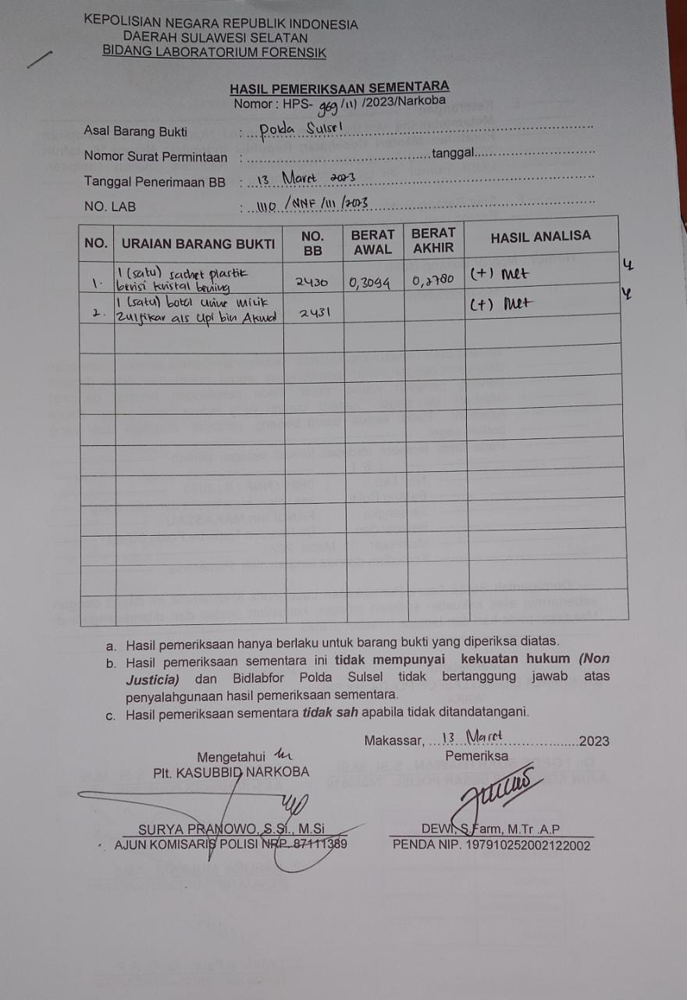 KEPOLISIAN NEGARA REPUBLIK INDONESIA
DAERAH SULAWESI SELATAN
BIDANG LABORATORIUM FORENSIK
HASIL PEMERIKSAAN SEMENTARA
Nomor : HPS- 969/III /2023/Narkoba
Asal Barang Bukti : Polda Sulsel
Nomor Surat Permintaan : tanggal
Tanggal Penerimaan BB : 13 Maret 2023
NO. LAB : 1110 /NNF /III /2023
NO. URAIAN BARANG BUKTI NO. BB BERAT AWAL BERAT AKHIR HASIL ANALISA
1. 1 (satu) sachet plastik
berisi kristal bening 2430 0,3094 0,2780 (+) Met
2. 1 (satu) botol urine milik
Zulfikar als Upi bin Akwal 2431 (+) Met
a. Hasil pemeriksaan hanya berlaku untuk barang bukti yang diperiksa diatas.
b. Hasil pemeriksaan sementara ini tidak mempunyai kekuatan hukum (Non
Justicia) dan Bidlabfor Polda Sulsel tidak bertanggung jawab atas
penyalahgunaan hasil pemeriksaan sementara.
c. Hasil pemeriksaan sementara tidak sah apabila tidak ditandatangani.
Makassar, 13 Maret 2023
Mengetahui
Plt. KASUBBID NARKOBA
Pemeriksa
SURYA PRANOWO, S.Si., M.Si
AJUN KOMISARIS POLISI NRP. 87111389
DEWI, S.Farm, M.Tr .A.P
PENDA NIP. 197910252002122002